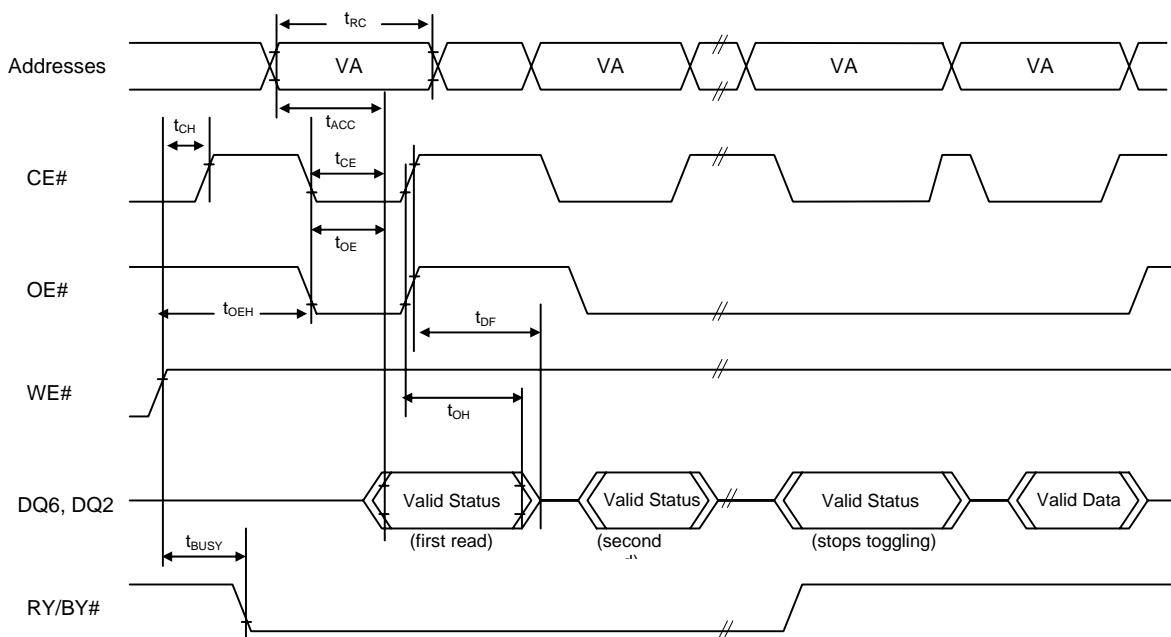 tRC
Addresses VA VA VA VA
tACC
tCH
tCE
CE#
tOE
OE#
tOEH
tDF
WE#
tOH
DQ6, DQ2 Valid Status Valid Status Valid Status Valid Data
(first read) (second (stops toggling)
tBUSY
RY/BY#